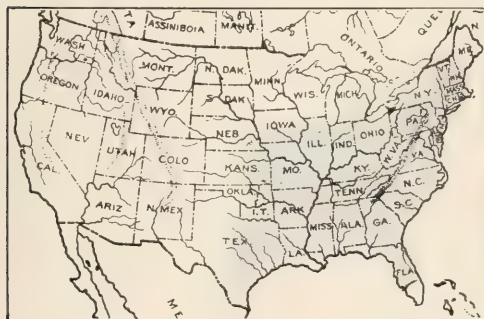 ASSINIBOIA
MANIT.
ONTARIO
QUE
WASH
MONT.
N. DAK.
MINN.
ME.
OREGON
IDAHO
S. DAK.
WIS.
MICH.
N.Y.
VT.
MASS
WYO.
IOWA
PA.
NEB
NEV
UTAH
COLO
ILL.
IND.
OHIO
W.VA.
VA.
CAL.
KANS.
MO.
KY.
N.C.
ARIZ
N. MEX
OKLA.
I.T.
ARK
TENN.
S.C.
TEX.
LA.
MISS
ALA.
GA.
FLA.
ME